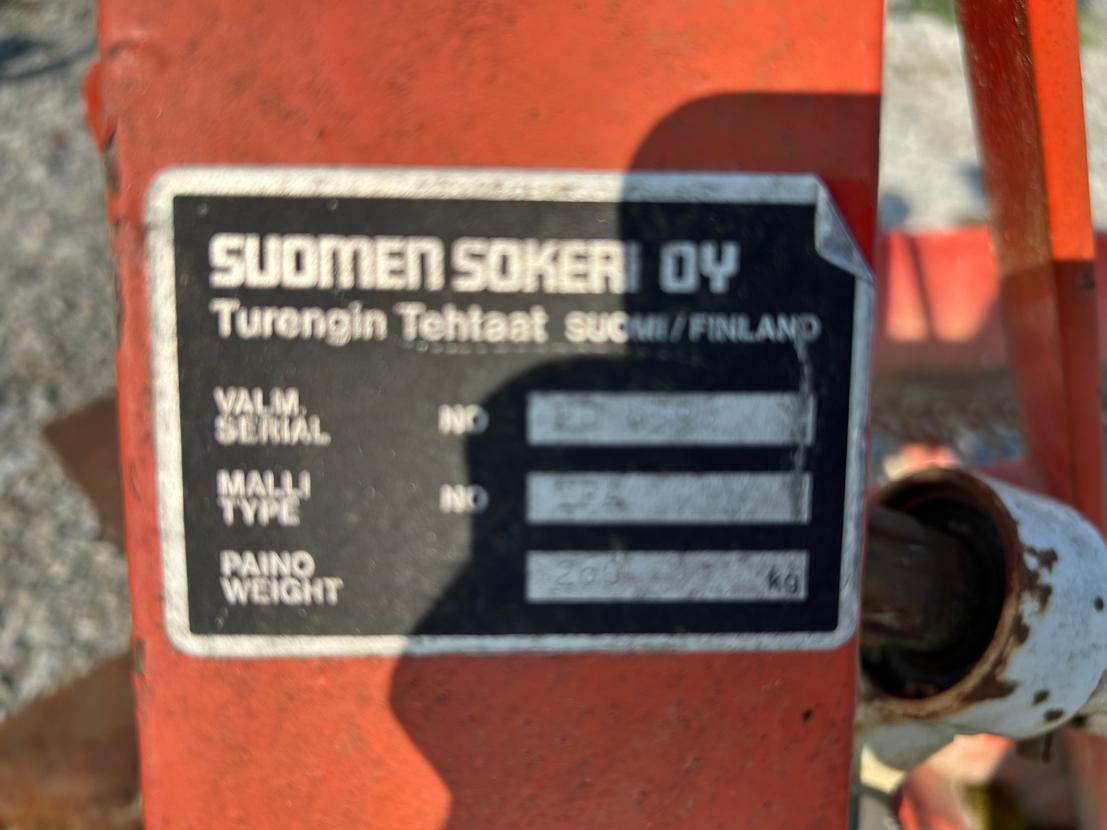 SUOMEN SOKERI OY
Turengin Tehtaat SUOMI / FINLAND
VALM.
SERIAL NO
MALLI
TYPE NO
PAINO
WEIGHT kg